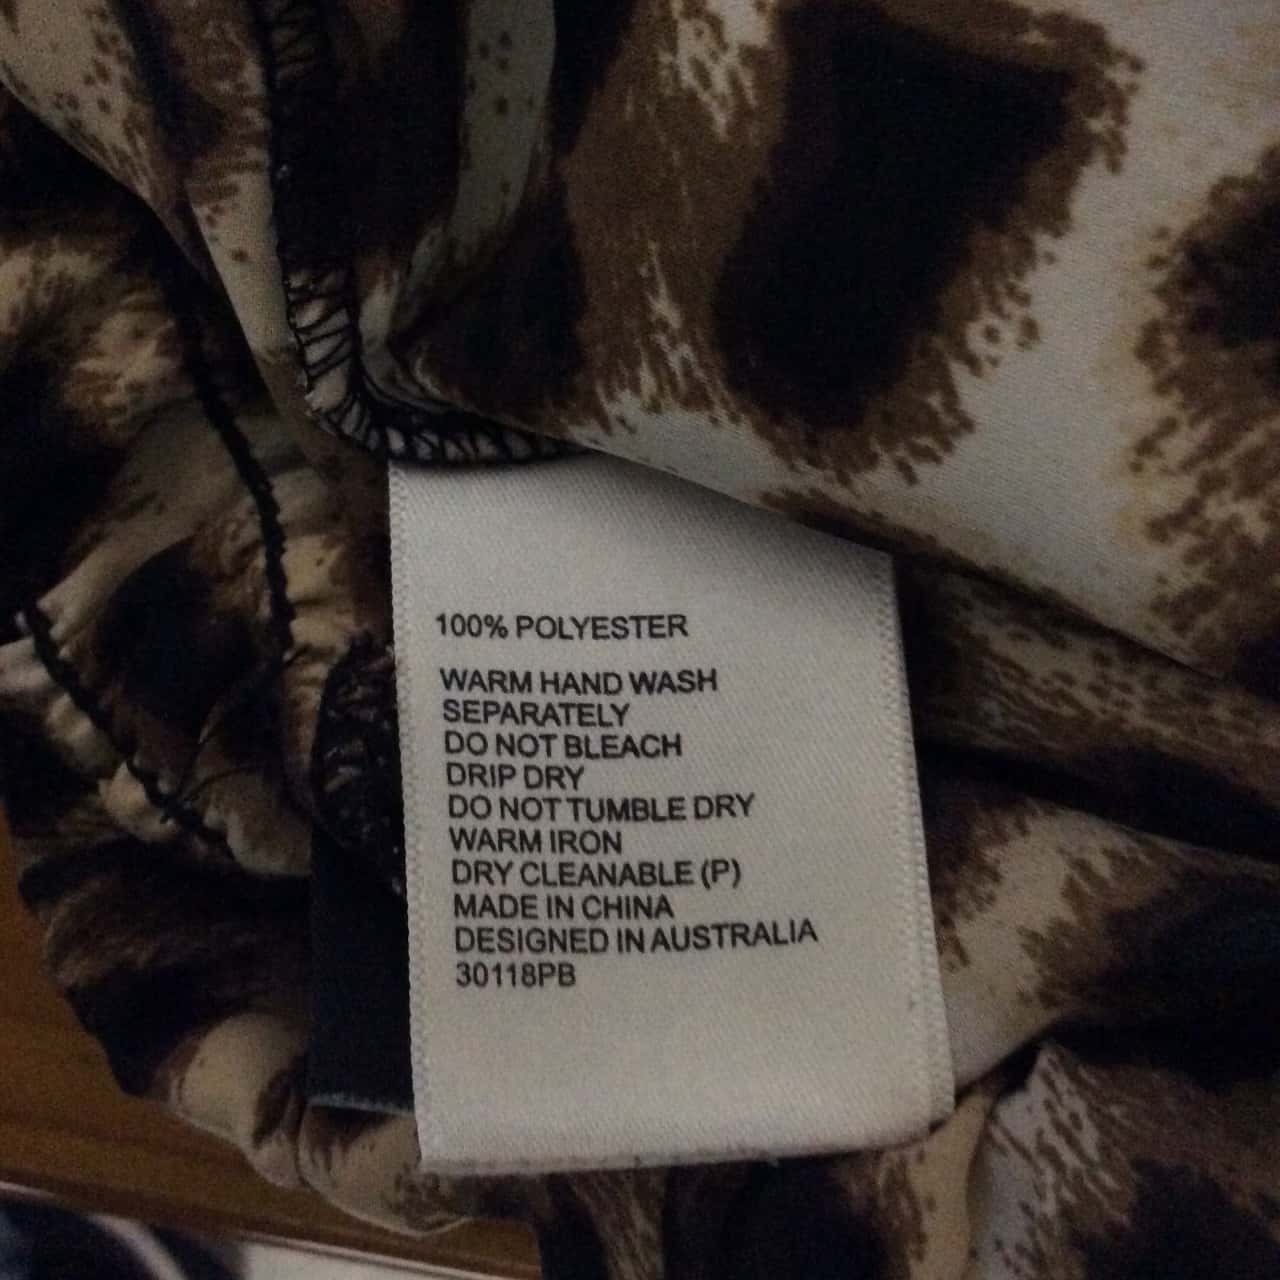 100% POLYESTER
WARM HAND WASH
SEPARATELY
DO NOT BLEACH
DRIP DRY
DO NOT TUMBLE DRY
WARM IRON
DRY CLEANABLE (P)
MADE IN CHINA
DESIGNED IN AUSTRALIA
30118PB